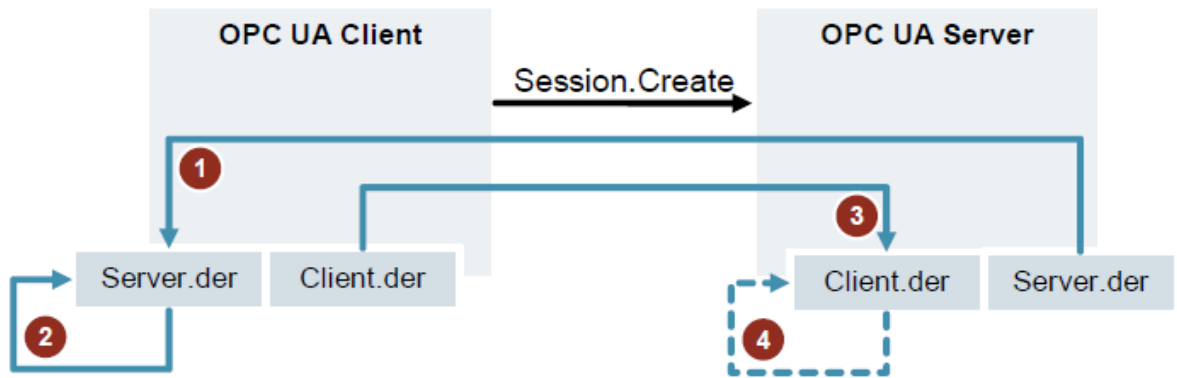 OPC UA Client
OPC UA Server
Session.Create
1
3
Server.der
Client.der
Client.der
Server.der
2
4